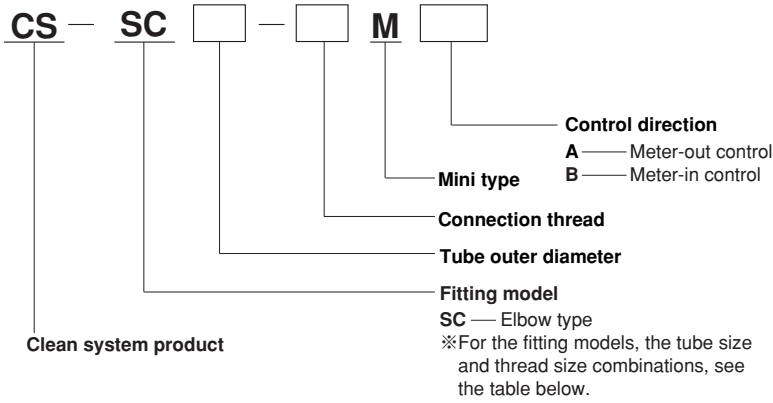 CS — SC □ − □ M □
Control direction
A — Meter-out control
B — Meter-in control
Mini type
Connection thread
Tube outer diameter
Fitting model
SC — Elbow type
※For the fitting models, the tube size
and thread size combinations, see
the table below.
Clean system product